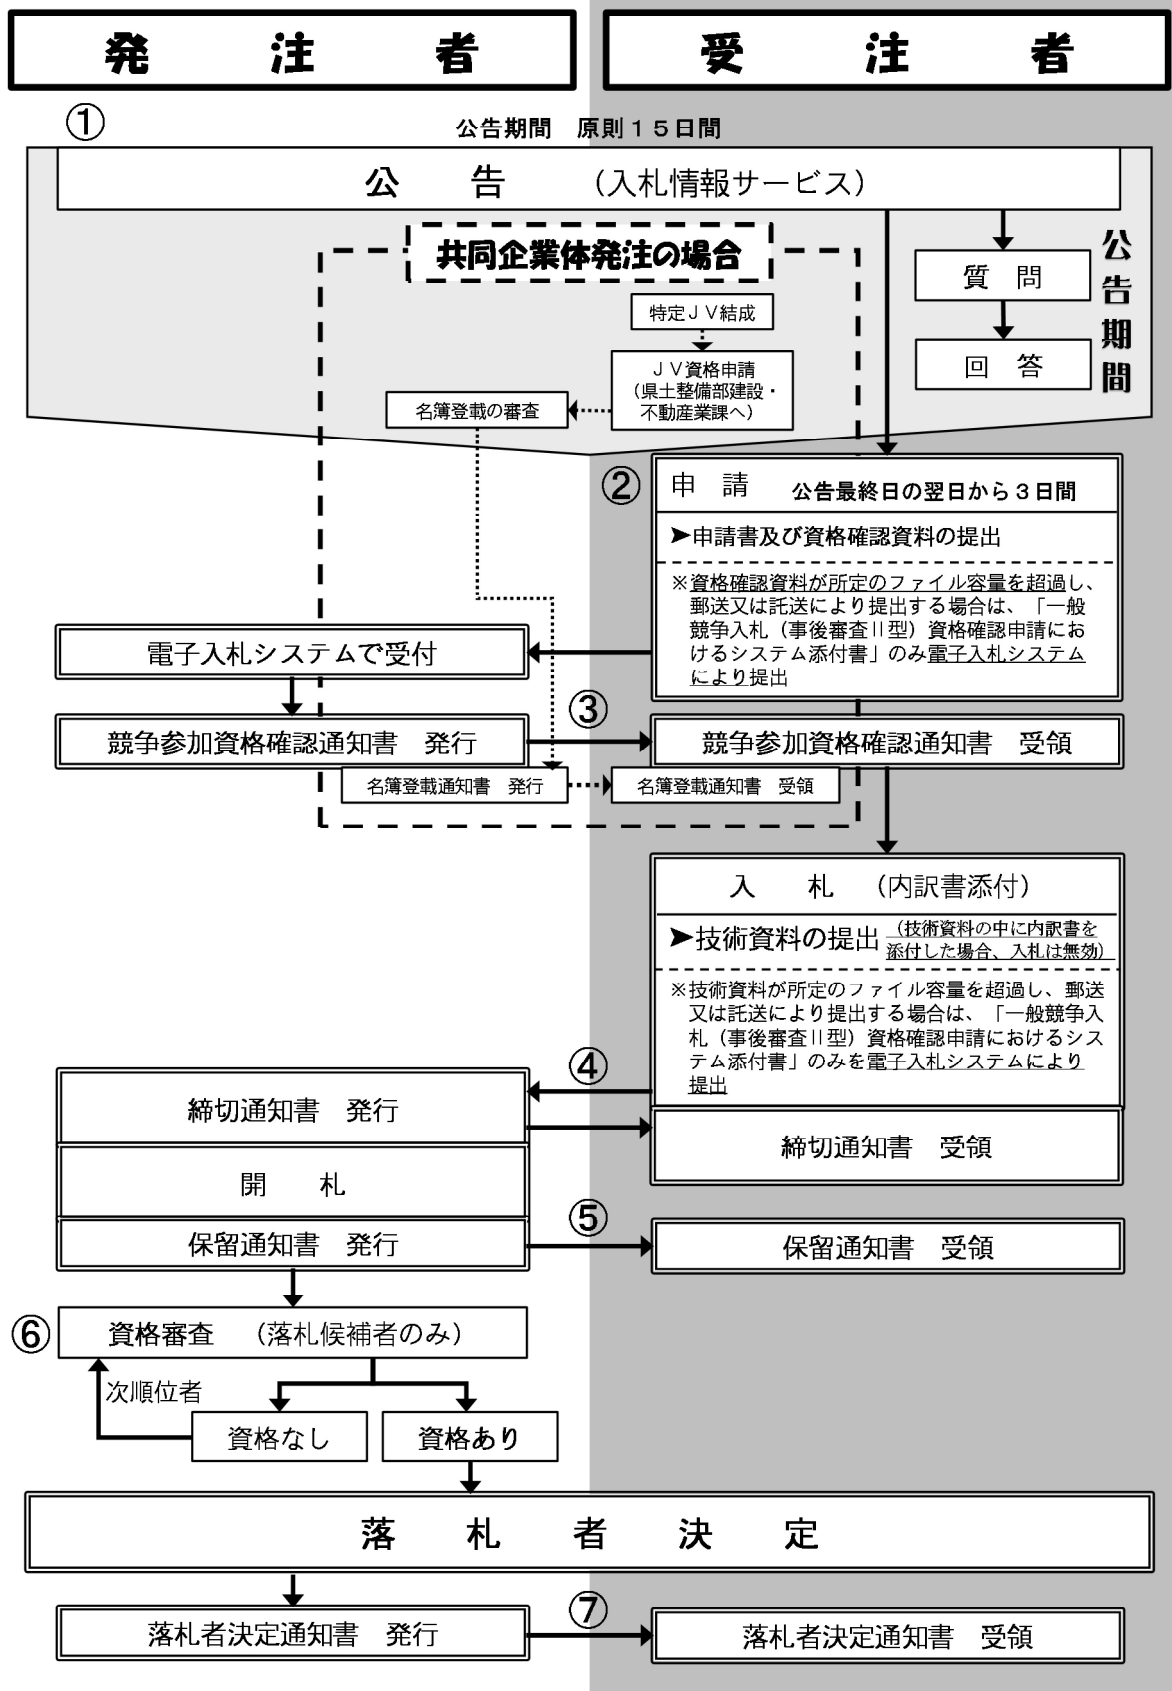 発　注　者
受　注　者
①
公告期間　原則１５日間
公　告　（入札情報サービス）
公告期間
共同企業体発注の場合
質　問
回　答
特定ＪＶ結成
ＪＶ資格申請
（県土整備部建設・
不動産業課へ）
名簿登載の審査
②
申　請　公告最終日の翌日から３日間
➤申請書及び資格確認資料の提出
※資格確認資料が所定のファイル容量を超過し、
郵送又は託送により提出する場合は、「一般
競争入札（事後審査Ⅱ型）資格確認申請にお
けるシステム添付書」のみ電子入札システム
により提出
電子入札システムで受付
③
競争参加資格確認通知書　発行
競争参加資格確認通知書　受領
名簿登載通知書　発行
名簿登載通知書　受領
入　札　（内訳書添付）
➤技術資料の提出（技術資料の中に内訳書を
添付した場合、入札は無効）
※技術資料が所定のファイル容量を超過し、郵送
又は託送により提出する場合は、「一般競争入
札（事後審査Ⅱ型）資格確認申請におけるシス
テム添付書」のみを電子入札システムにより
提出
④
締切通知書　発行
締切通知書　受領
開　札
⑤
保留通知書　発行
保留通知書　受領
⑥
資格審査　（落札候補者のみ）
次順位者
資格なし
資格あり
落　札　者　決　定
⑦
落札者決定通知書　発行
落札者決定通知書　受領